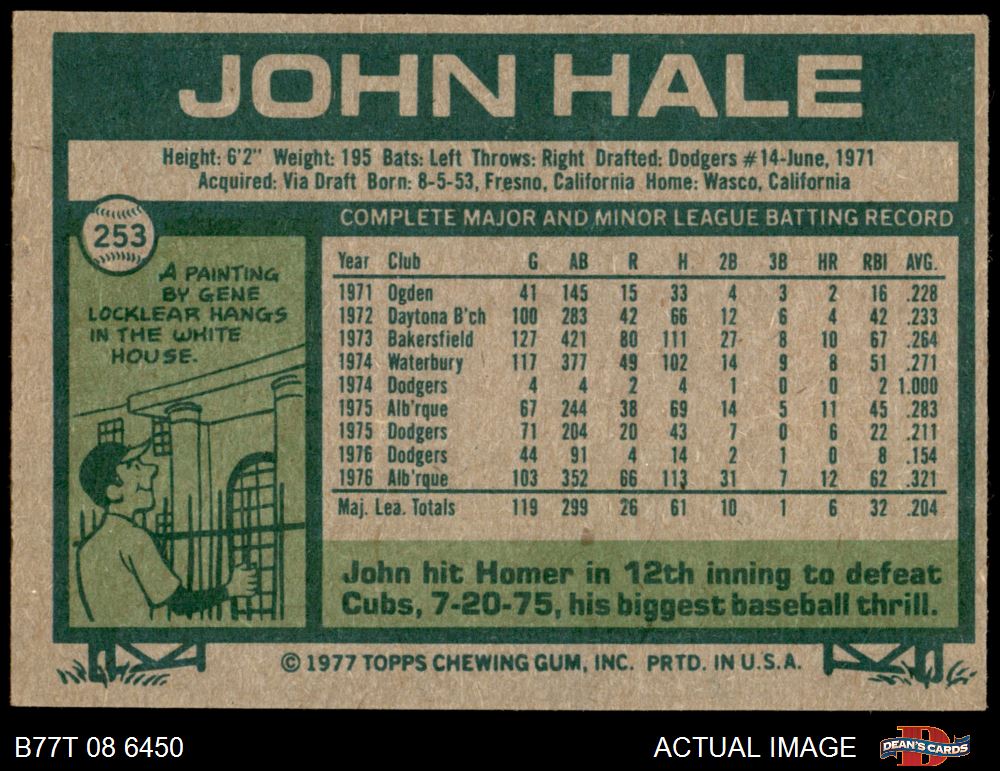 JOHN HALE
Height: 6'2" Weight: 195 Bats: Left Throws: Right Drafted: Dodgers #14-June, 1971
Acquired: Via Draft Born: 8-5-53, Fresno, California Home: Wasco, California
253
A PAINTING
BY GENE
LOCKLEAR HANGS
IN THE WHITE
HOUSE.
COMPLETE MAJOR AND MINOR LEAGUE BATTING RECORD
Year Club G AB R H 2B 3B HR RBI AVG.
1971 Ogden 41 145 15 33 4 3 2 16 .228
1972 Daytona B'ch 100 283 42 66 12 6 4 42 .233
1973 Bakersfield 127 421 80 111 27 8 10 67 .264
1974 Waterbury 117 377 49 102 14 9 8 51 .271
1974 Dodgers 4 4 2 4 1 0 0 2 1.000
1975 Alb'rque 67 244 38 69 14 5 11 45 .283
1975 Dodgers 71 204 20 43 7 0 6 22 .211
1976 Dodgers 44 91 4 14 2 1 0 8 .154
1976 Alb'rque 103 352 66 113 31 7 12 62 .321
Maj. Lea. Totals 119 299 26 61 10 1 6 32 .204
John hit Homer in 12th inning to defeat
Cubs, 7-20-75, his biggest baseball thrill.
© 1977 TOPPS CHEWING GUM, INC. PRTD. IN U.S.A.
B77T 08 6450
ACTUAL IMAGE
DEAN'S CARDS